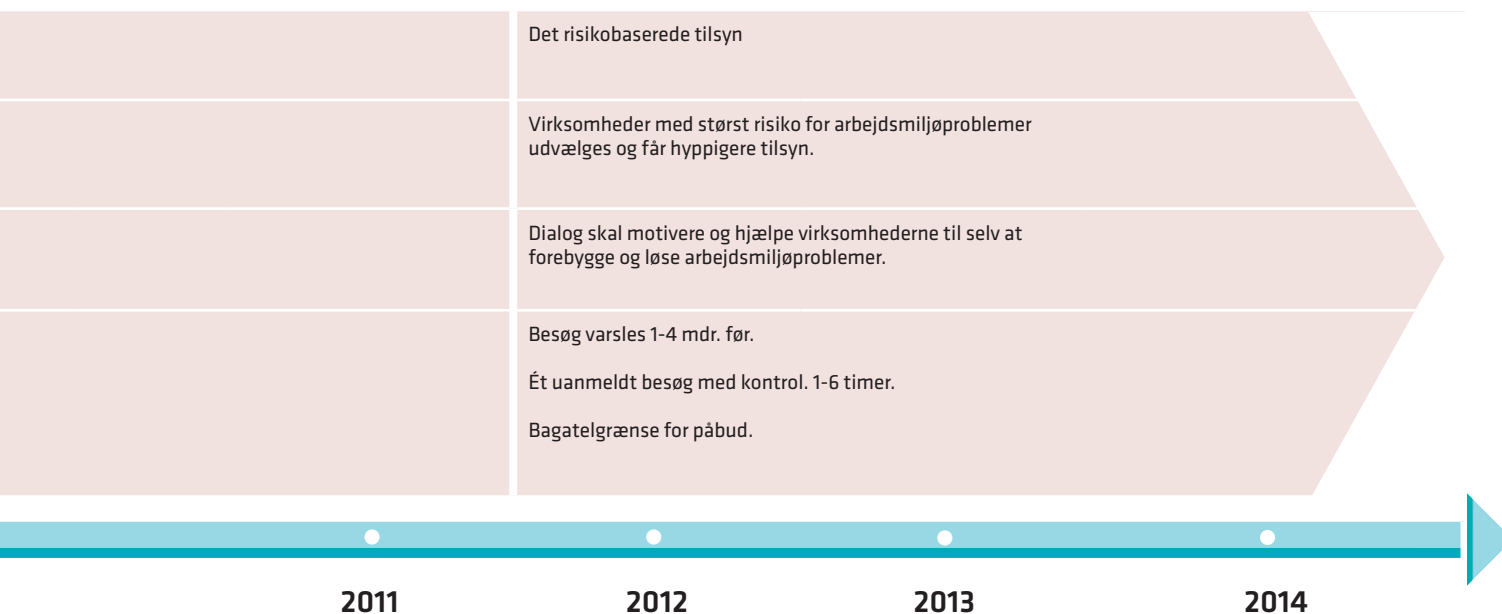 Det risikobaserede tilsyn
Virksomheder med størst risiko for arbejdsmiljøproblemer
udvælges og får hyppigere tilsyn.
Dialog skal motivere og hjælpe virksomhederne til selv at
forebygge og løse arbejdsmiljøproblemer.
Besøg varsles 1-4 mdr. før.
Ét uanmeldt besøg med kontrol. 1-6 timer.
Bagatelgrænse for påbud.
2011 2012 2013 2014